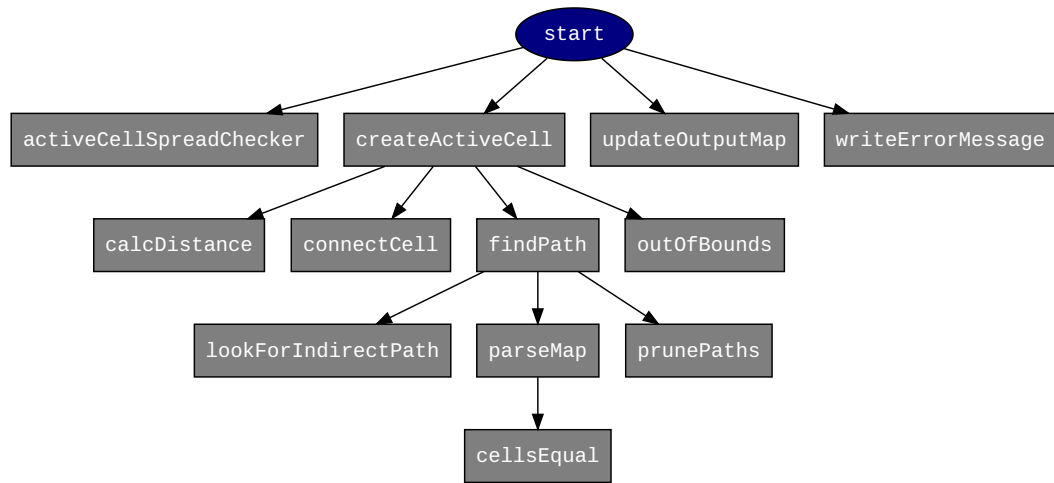 start
activeCellSpreadChecker
createActiveCell
updateOutputMap
writeErrorMessage
calcDistance
connectCell
findPath
outOfBounds
lookForIndirectPath
parseMap
prunePaths
cellsEqual